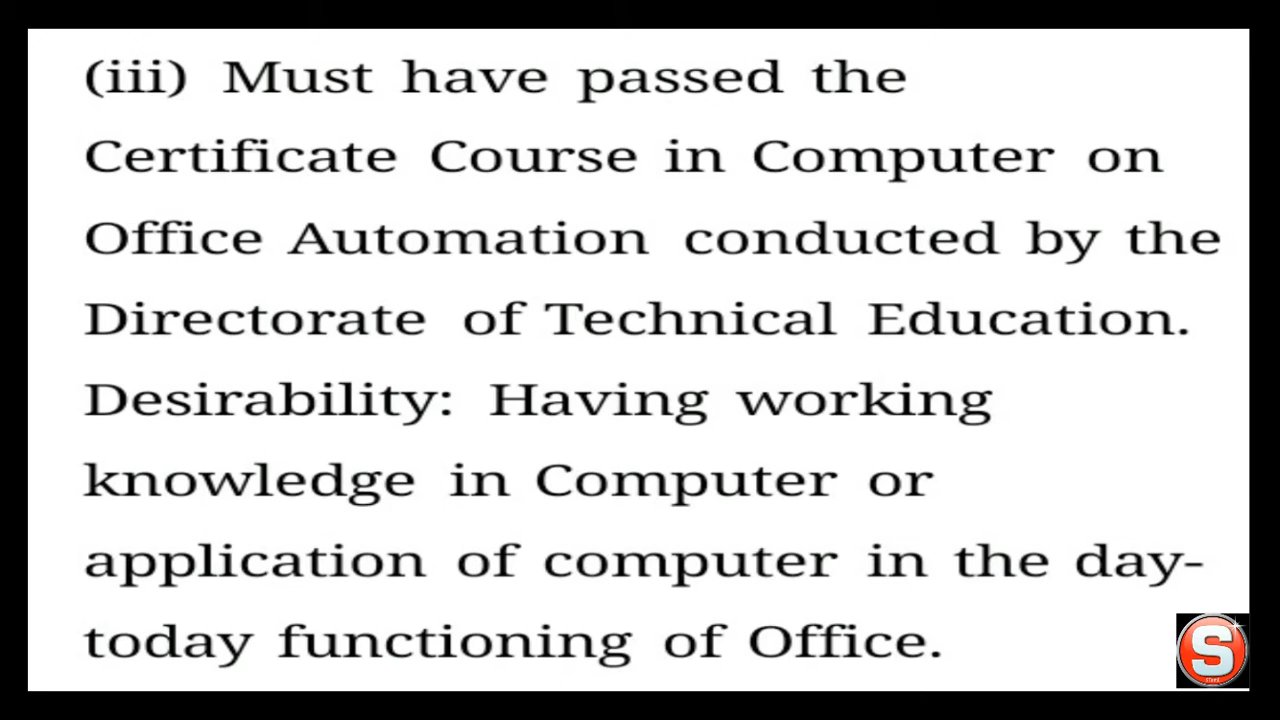 (iii) Must have passed the
Certificate Course in Computer on
Office Automation conducted by the
Directorate of Technical Education.
Desirability: Having working
knowledge in Computer or
application of computer in the day-
today functioning of Office.
S